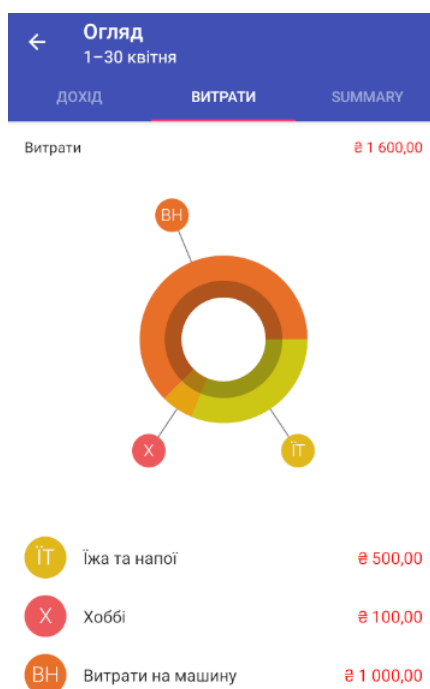 Огляд
1–30 квітня
ДОХІД ВИТРАТИ SUMMARY
Витрати ₴ 1 600,00
ВН
Х
ЇТ
ЇТ Їжа та напої ₴ 500,00
Х Хоббі ₴ 100,00
ВН Витрати на машину ₴ 1 000,00